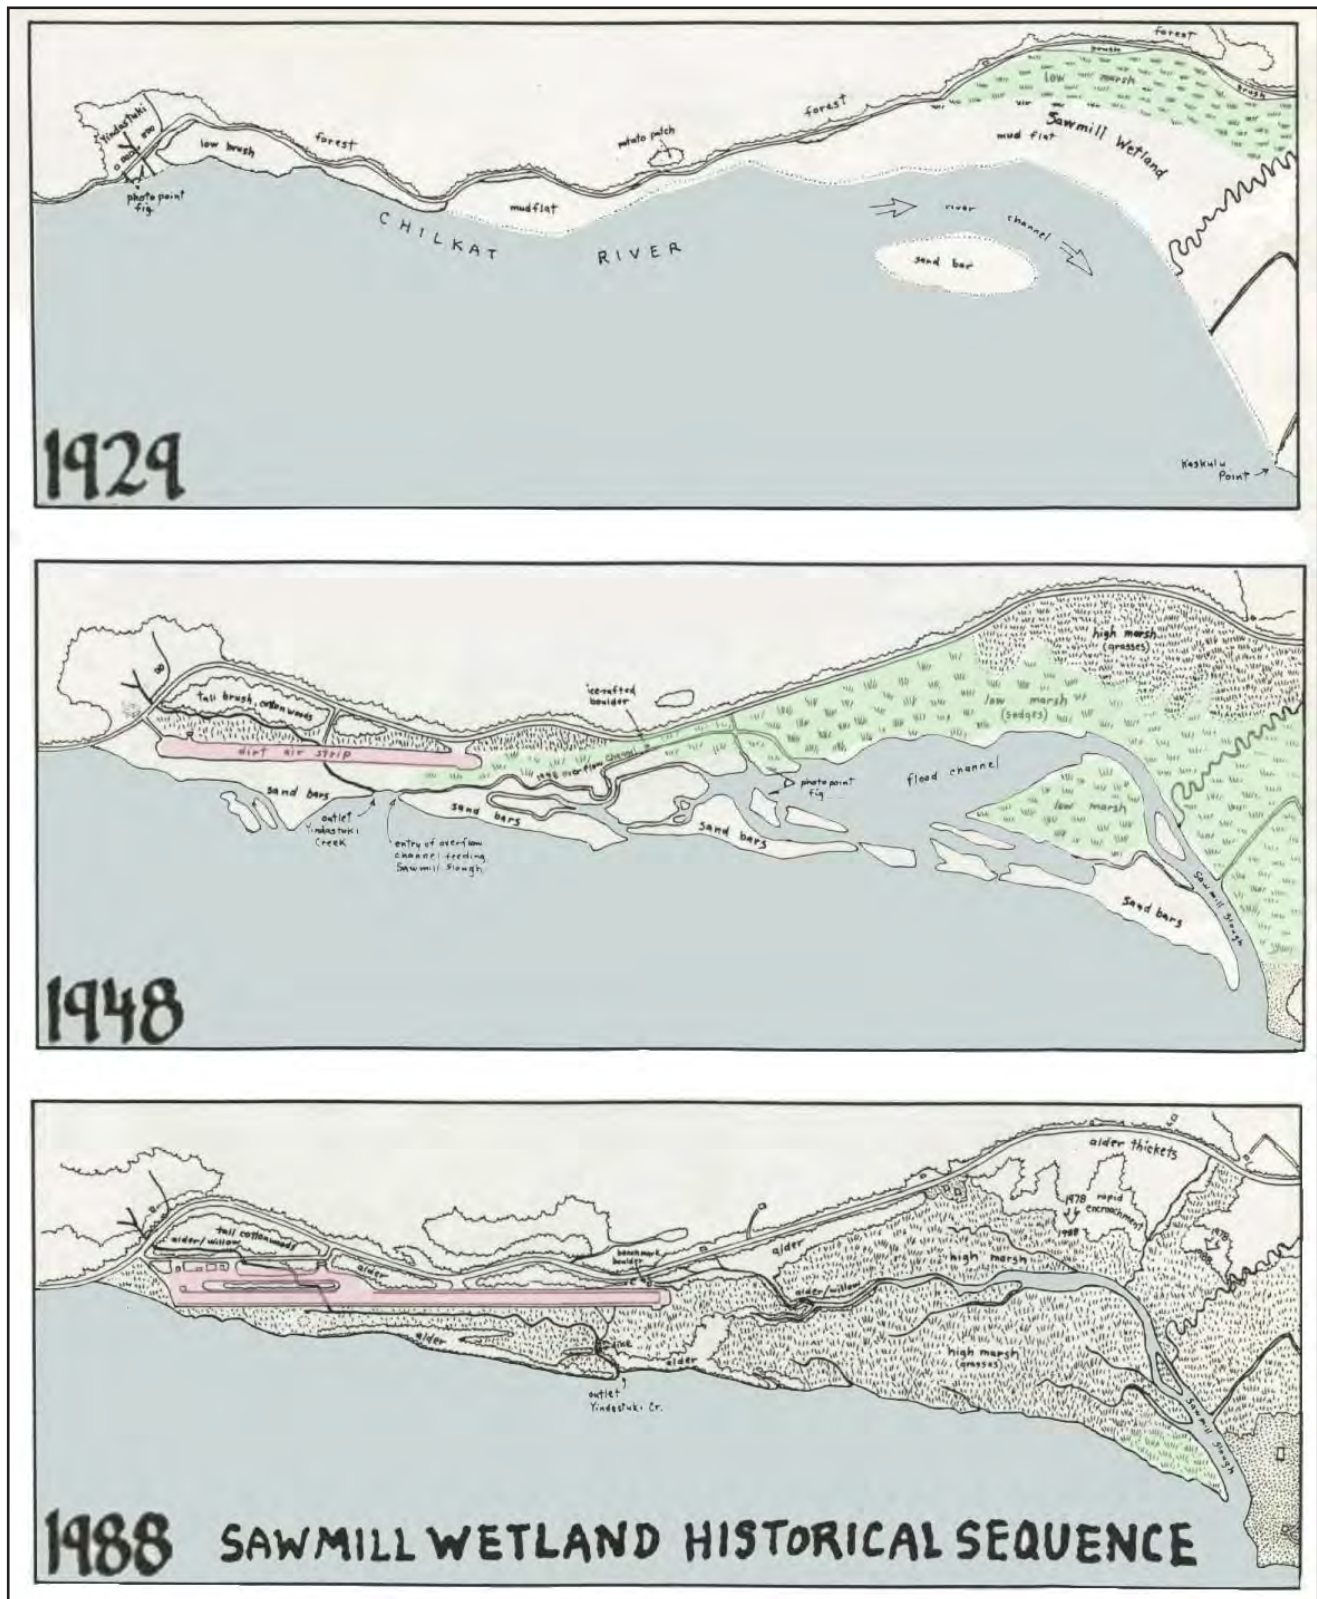 forest
brush
low marsh
brush
Yindastuki
forest
potato patch
forest
Sawmill Wetland
mud flat
low brush
photo point
fig.
mudflat
CHILKAT
RIVER
river channel
sand bar
1929
Kaskulu
Point
high marsh
(grasses)
tall brush, cottonwoods
ice-rafted
boulder
low marsh
(sedges)
dirt air strip
1948 overflow channel
flood channel
photo point
fig.
sand bars
sand bars
low marsh
outlet
Yindastuki
Creek
entry of overflow
channel feeding
Sawmill Slough
sand bars
sand bars
Sawmill Slough
1948
alder thickets
1978 rapid
encroachment
1988
1978
1988
tall cottonwoods
alder/willow
benchmark
boulder
alder
alder
high marsh
alder/willow
alder
dike
alder
high marsh
(grasses)
outlet
Yindastuki Cr.
Sawmill Slough
1988 SAWMILL WETLAND HISTORICAL SEQUENCE